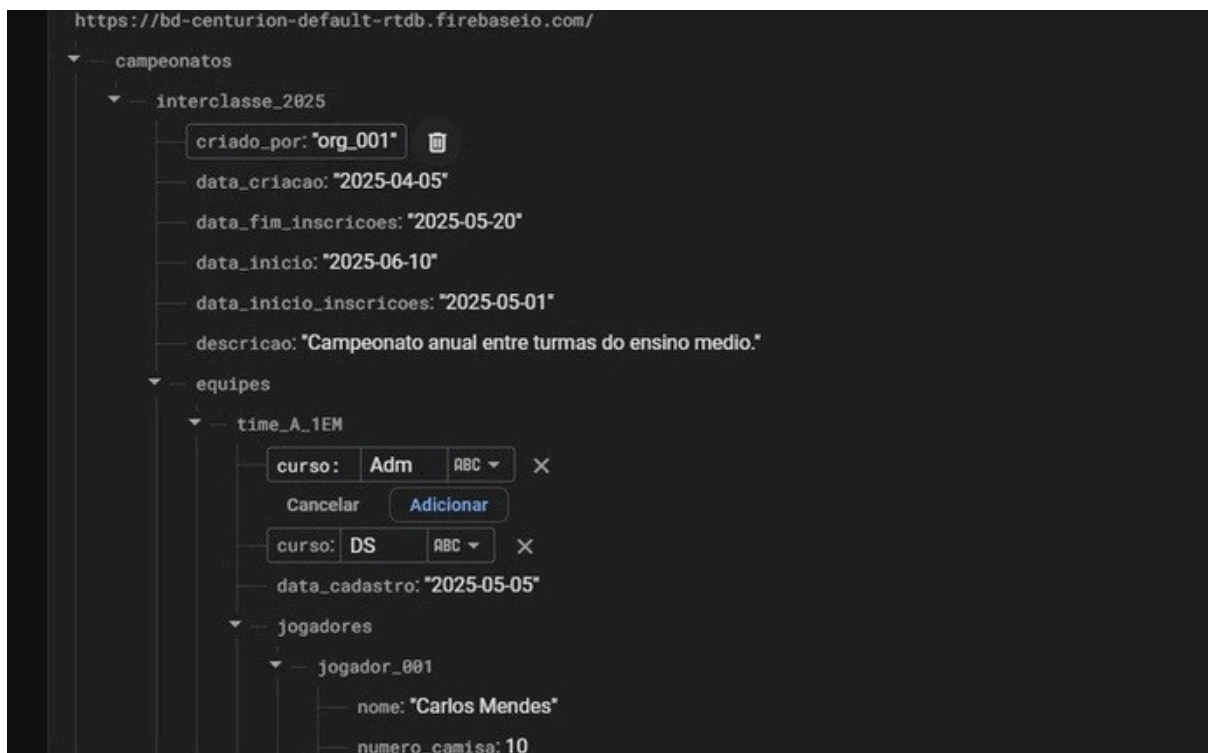 https://bd-centurion-default-rtdb.firebaseio.com/
campeonatos
interclasse_2025
criado_por: "org_001"
data_criacao: "2025-04-05"
data_fim_inscricoes: "2025-05-20"
data_inicio: "2025-06-10"
data_inicio_inscricoes: "2025-05-01"
descricao: "Campeonato anual entre turmas do ensino medio."
equipes
time_A_1EM
curso: Adm ABC
Cancelar Adicionar
curso: DS ABC
data_cadastro: "2025-05-05"
jogadores
jogador_001
nome: "Carlos Mendes"
numero_camisa: 10